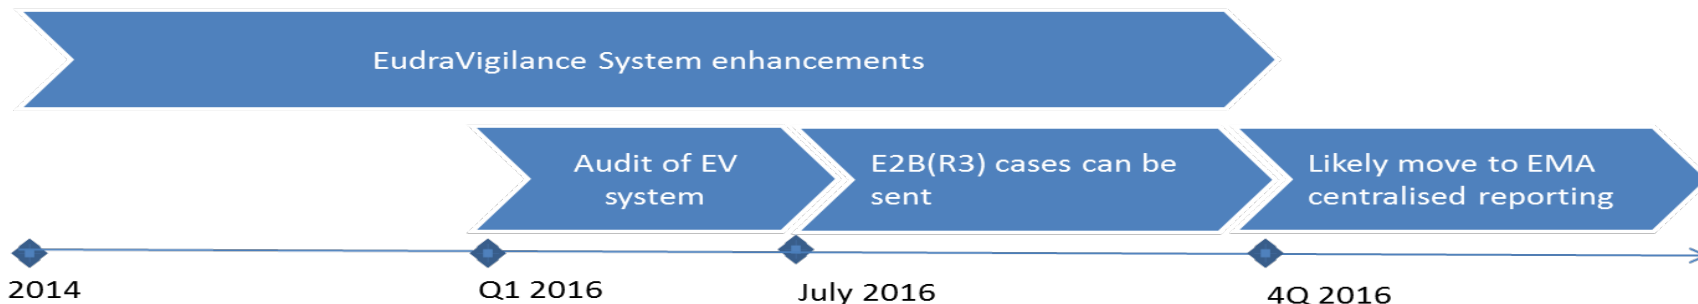 EudraVigilance System enhancements
Audit of EV
system
E2B(R3) cases can be
sent
Likely move to EMA
centralised reporting
2014
Q1 2016
July 2016
4Q 2016